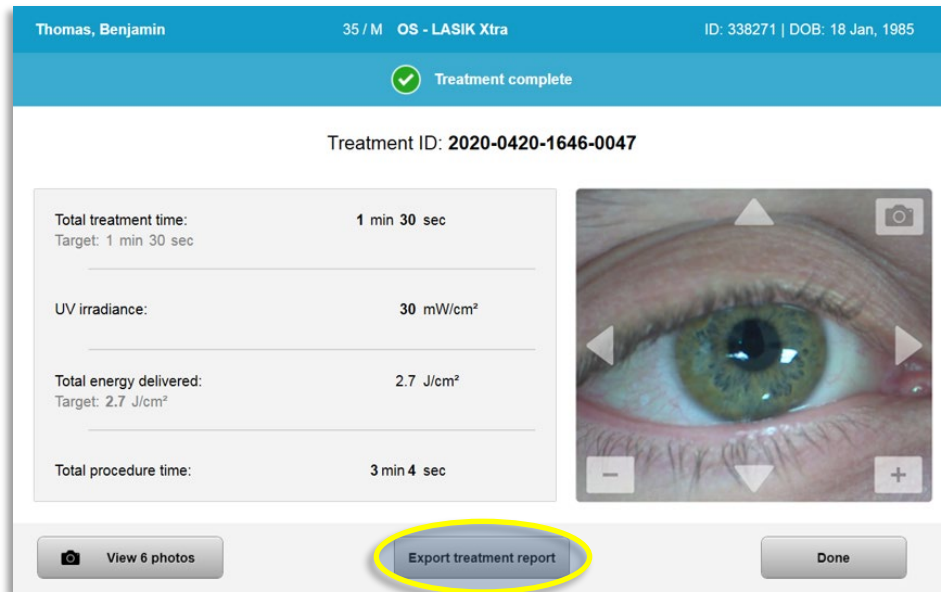 Thomas, Benjamin 35 / M OS - LASIK Xtra ID: 338271 | DOB: 18 Jan, 1985
Treatment complete
Treatment ID: 2020-0420-1646-0047
Total treatment time: 1 min 30 sec
Target: 1 min 30 sec
UV irradiance: 30 mW/cm²
Total energy delivered: 2.7 J/cm²
Target: 2.7 J/cm²
Total procedure time: 3 min 4 sec
View 6 photos Export treatment report Done